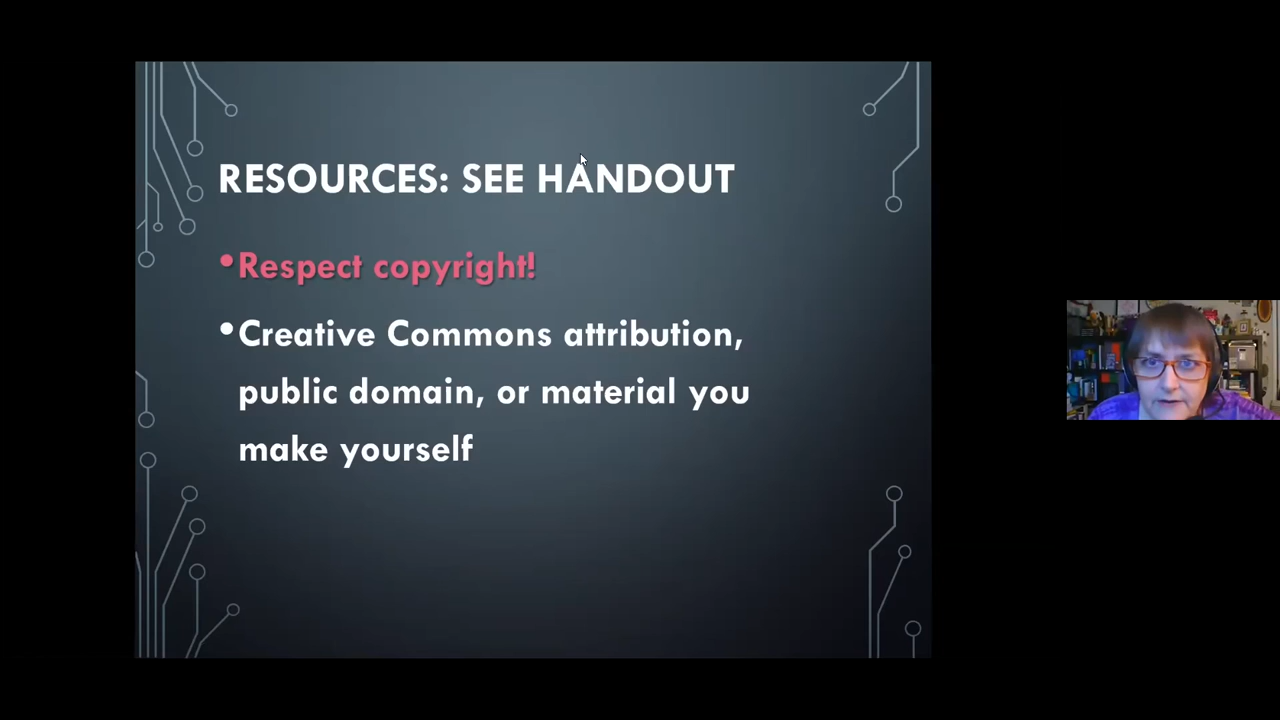 RESOURCES: SEE HANDOUT
•Respect copyright!
•Creative Commons attribution,
public domain, or material you
make yourself